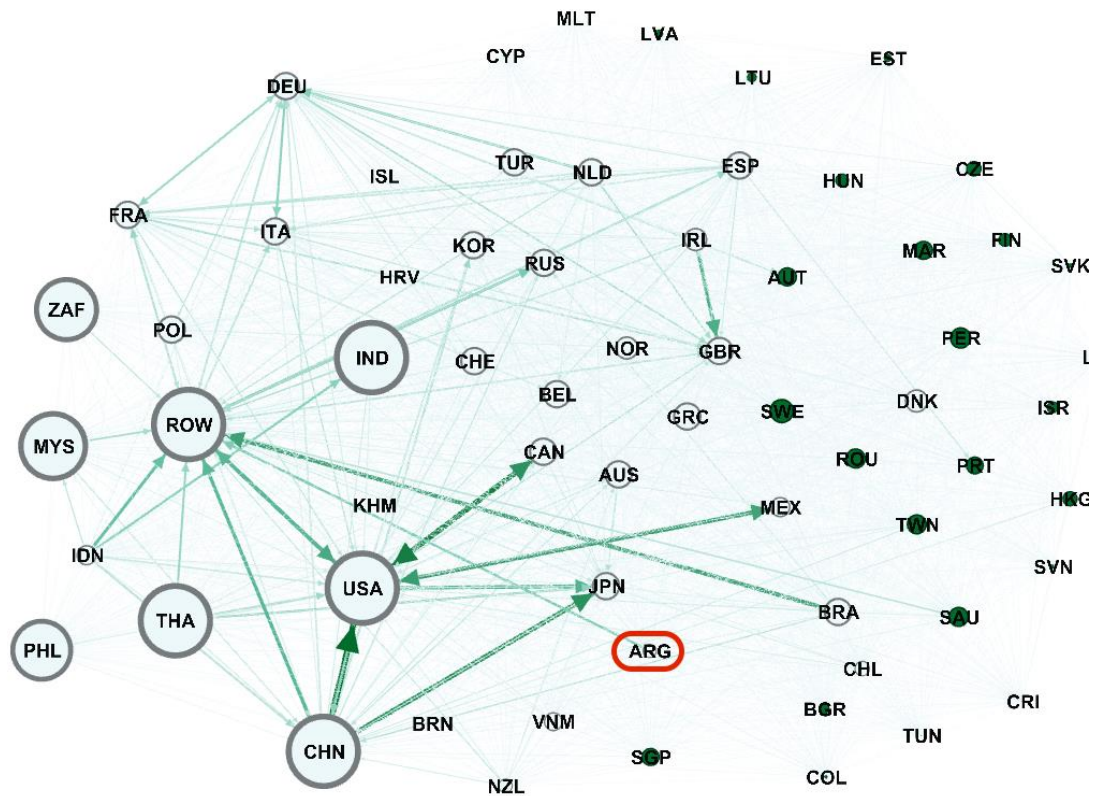 MLT
LVA
CYP
EST
LTU
DEU
TUR
NLD
ESP
ISL
HUN
CZE
FRA
ITA
KOR
IRL
MAR
FIN
RUS
HRV
AUT
SVK
ZAF
POL
IND
CHE
NOR
GBR
PER
L
BEL
DNK
ISR
ROW
GRC
SWE
MYS
CAN
AUS
ROU
PRT
KHM
MEX
HKG
IDN
TWN
USA
JPN
SVN
THA
BRA
SAU
PHL
ARG
CHL
CHN
BRN
VNM
BGR
CRI
TUN
SGP
NZL
COL